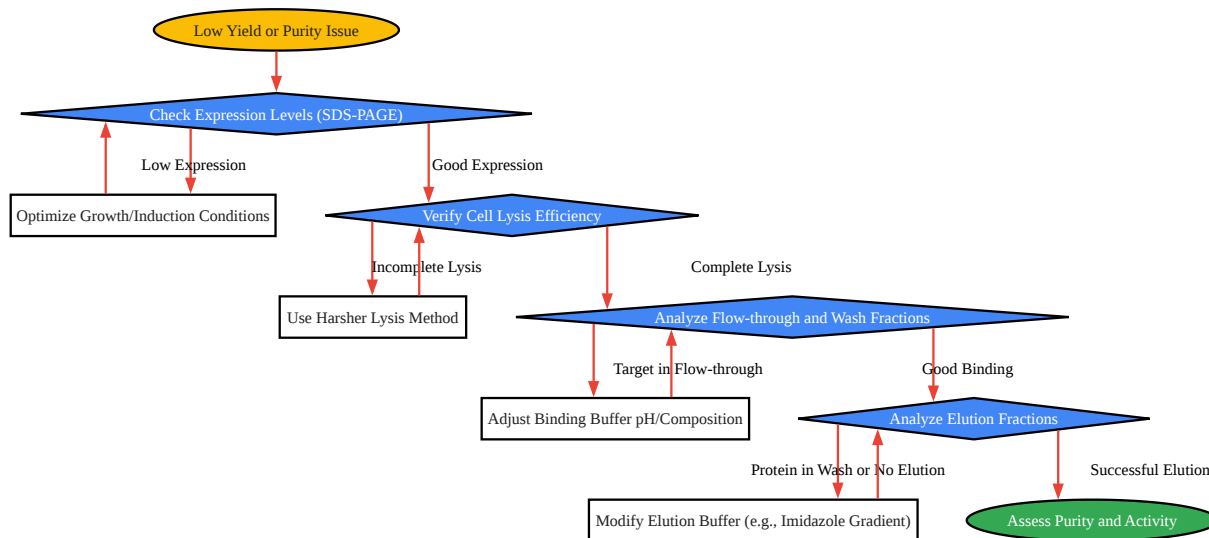 Low Yield or Purity Issue
Check Expression Levels (SDS-PAGE)
Low Expression
Good Expression
Optimize Growth/Induction Conditions
Verify Cell Lysis Efficiency
Incomplete Lysis
Complete Lysis
Use Harsher Lysis Method
Analyze Flow-through and Wash Fractions
Target in Flow-through
Good Binding
Adjust Binding Buffer pH/Composition
Analyze Elution Fractions
Protein in Wash or No Elution
Successful Elution
Modify Elution Buffer (e.g., Imidazole Gradient)
Assess Purity and Activity